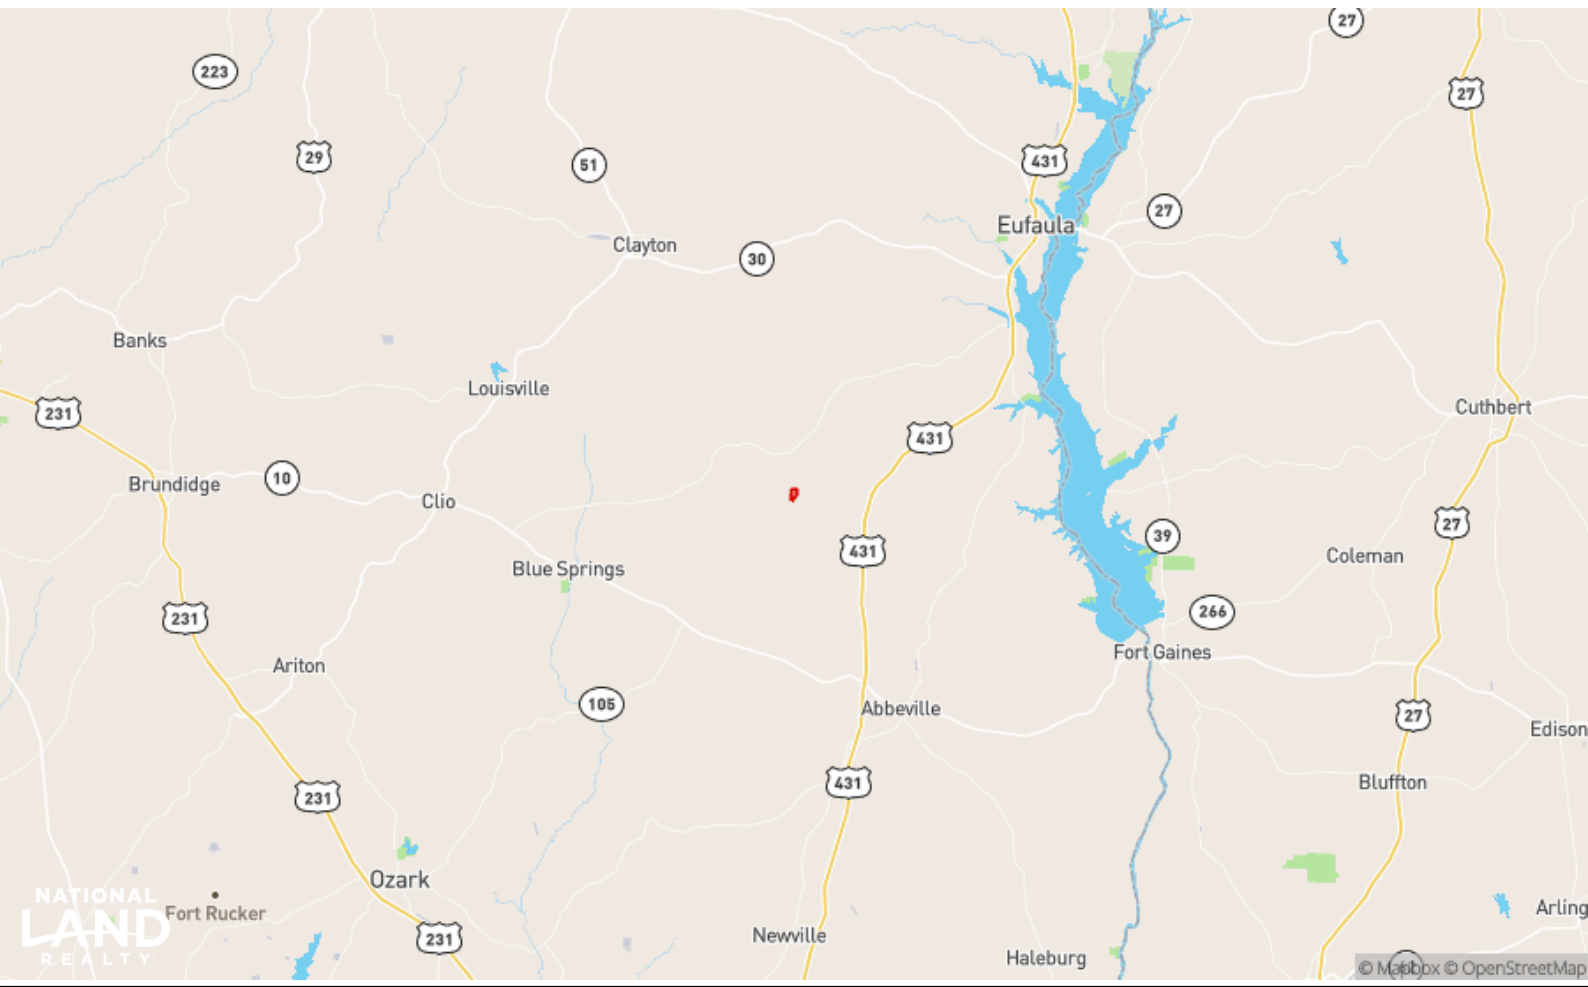 27
223
27
29
431
51
27
Eufaula
Clayton
30
Banks
Louisville
231
Cuthbert
431
10
Brundidge
Clio
27
39
431
Coleman
Blue Springs
266
231
Fort Gaines
Ariton
105
Abbeville
27
Edison
431
Bluffton
231
Ozark
NATIONAL
LAND
REALTY
Fort Rucker
Arling
231
Newville
Haleburg
© Mapbox © OpenStreetMap